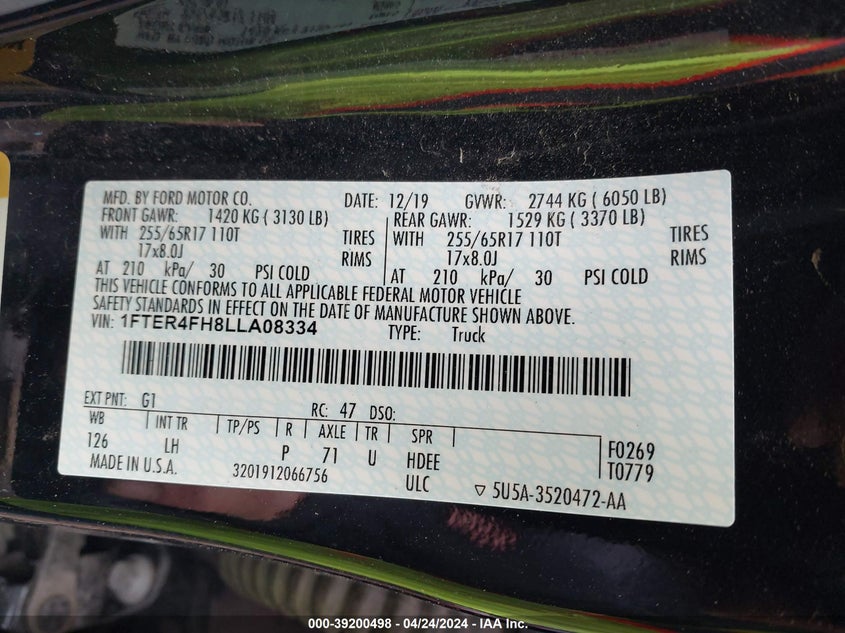 MFD. BY FORD MOTOR CO. DATE: 12/19 GVWR: 2744 KG ( 6050 LB)
FRONT GAWR: 1420 KG ( 3130 LB) REAR GAWR: 1529 KG ( 3370 LB)
WITH 255/65R17 110T TIRES WITH 255/65R17 110T TIRES
17x8.0J RIMS 17x8.0J RIMS
AT 210 kPa/ 30 PSI COLD AT 210 kPa/ 30 PSI COLD
THIS VEHICLE CONFORMS TO ALL APPLICABLE FEDERAL MOTOR VEHICLE
SAFETY STANDARDS IN EFFECT ON THE DATE OF MANUFACTURE SHOWN ABOVE.
VIN: 1FTER4FH8LLA08334 TYPE: Truck
EXT PNT: G1 RC: 47 DSO:
WB INT TR TP/PS R AXLE TR SPR F0269
126 LH P 71 U HDEE T0779
MADE IN U.S.A. 3201912066756 ULC ▽ 5U5A-3520472-AA
000-39200498 - 04/24/2024 - IAA Inc.